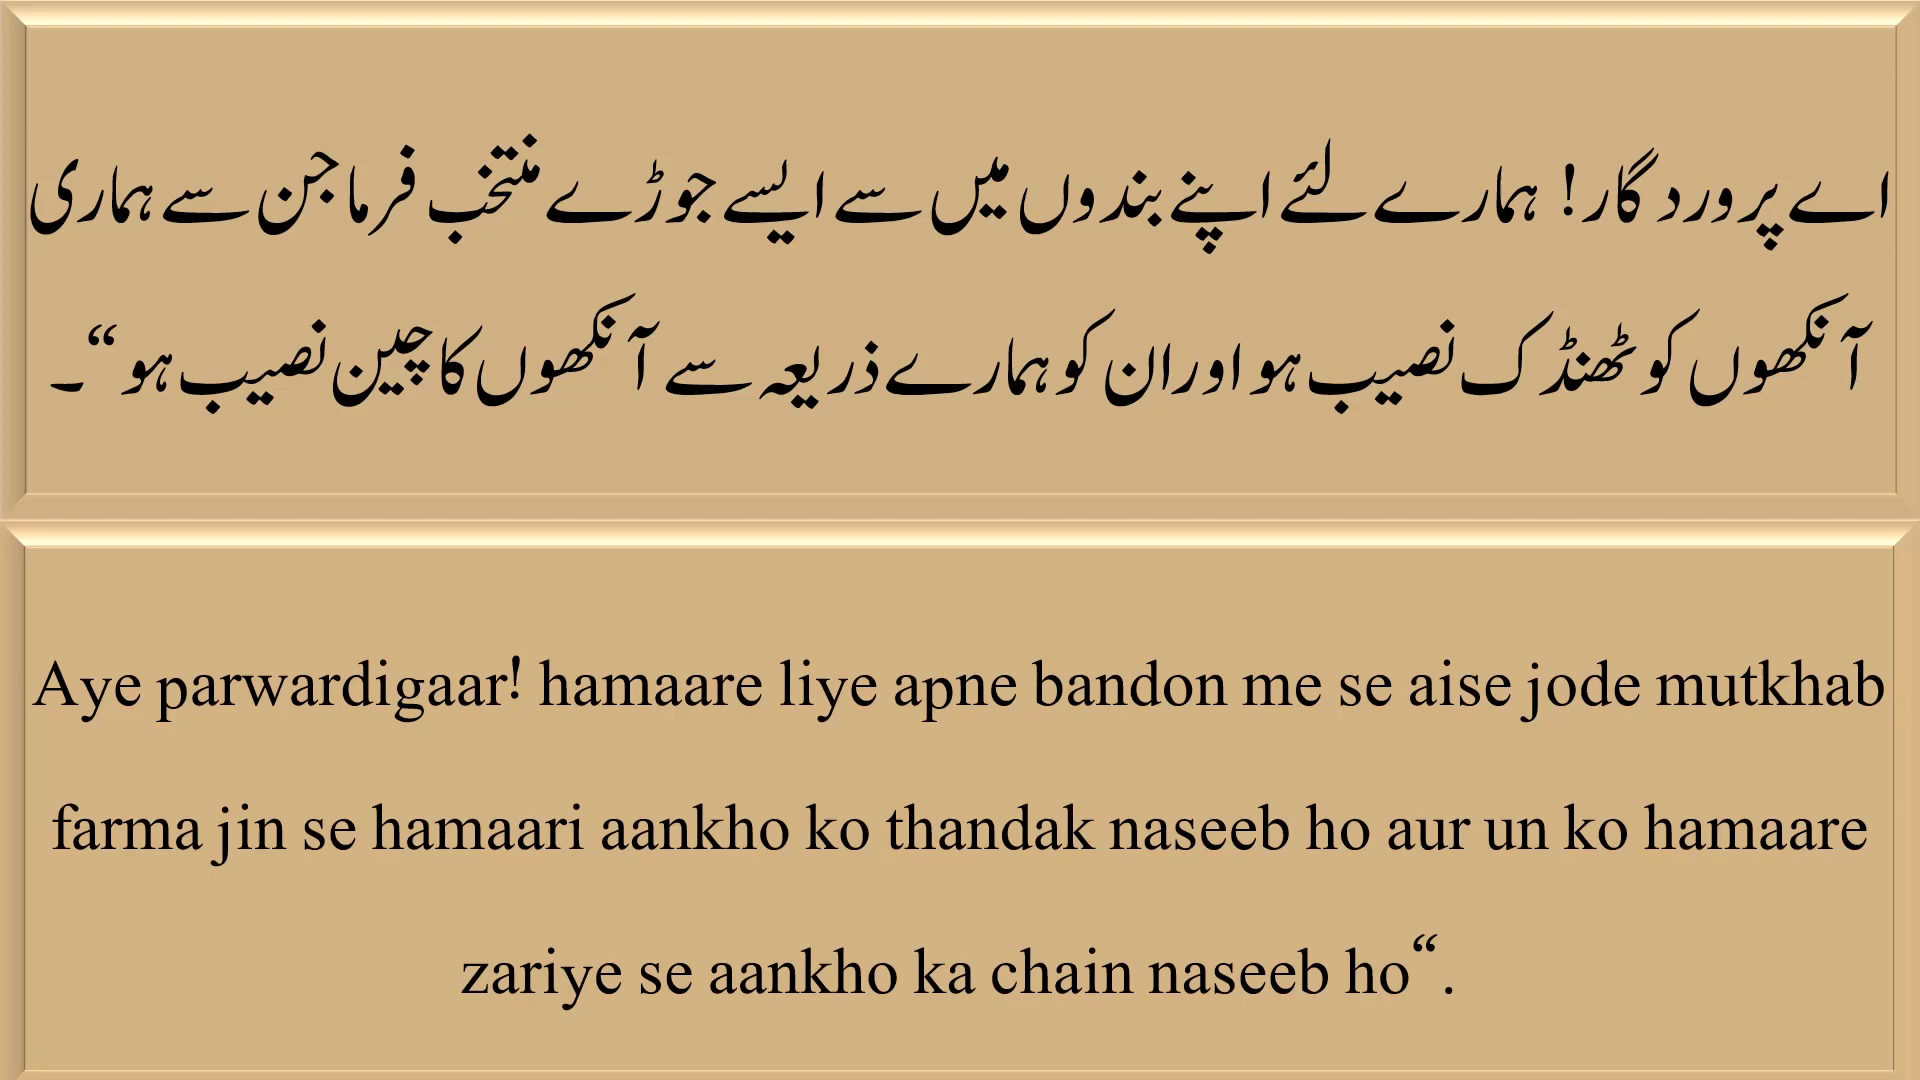 اے پروردگار! ہمارے لئے اپنے بندوں میں سے ایسے جوڑے منتخب فرما جن سے ہماری
آنکھوں کو ٹھنڈک نصیب ہو اور ان کو ہمارے ذریعہ سے آنکھوں کا چین نصیب ہو“۔
Aye parwardigaar! hamaare liye apne bandon me se aise jode mutkhab
farma jin se hamaari aankho ko thandak naseeb ho aur un ko hamaare
zariye se aankho ka chain naseeb ho“.